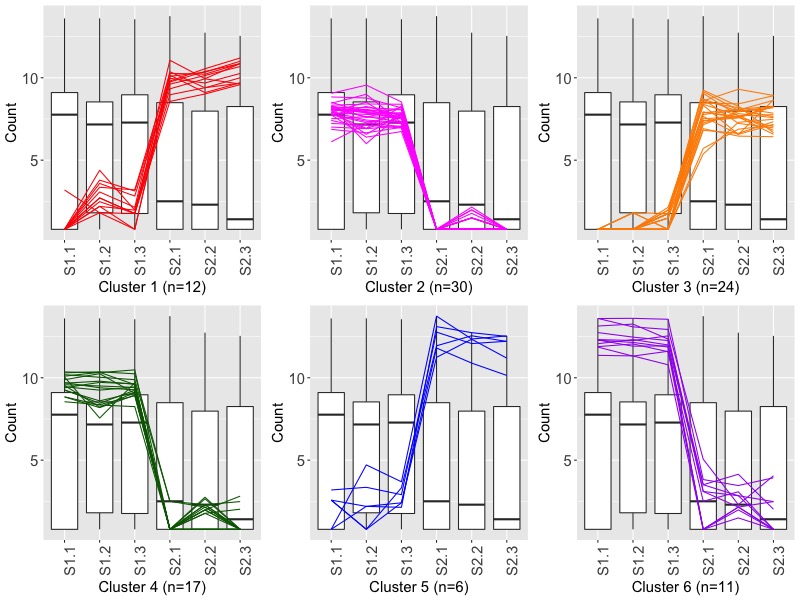 Count
10
5
S1.1
S1.2
S1.3
S2.1
S2.2
S2.3
Cluster 1 (n=12)
Count
10
5
S1.1
S1.2
S1.3
S2.1
S2.2
S2.3
Cluster 2 (n=30)
Count
10
5
S1.1
S1.2
S1.3
S2.1
S2.2
S2.3
Cluster 3 (n=24)
Count
10
5
S1.1
S1.2
S1.3
S2.1
S2.2
S2.3
Cluster 4 (n=17)
Count
10
5
S1.1
S1.2
S1.3
S2.1
S2.2
S2.3
Cluster 5 (n=6)
Count
10
5
S1.1
S1.2
S1.3
S2.1
S2.2
S2.3
Cluster 6 (n=11)